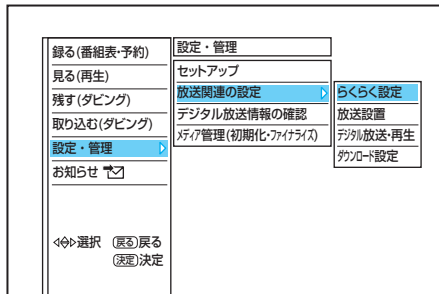 録る(番組表・予約)
見る(再生)
残す(ダビング)
取り込む(ダビング)
設定・管理
お知らせ
選択 戻る戻る
決定決定
設定・管理
セットアップ
放送関連の設定
デジタル放送情報の確認
メディア管理(初期化・ファイナライズ)
らくらく設定
放送設置
デジタル放送・再生
ダウンロード設定